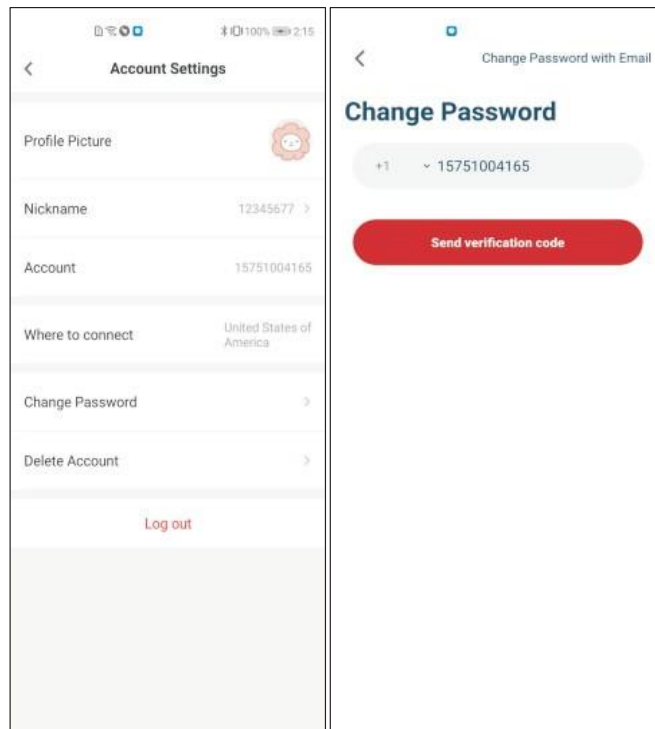 100% 2:15
Account Settings
Profile Picture
Nickname 12345677 >
Account 15751004165
Where to connect United States of
America
Change Password >
Delete Account >
Log out
Change Password with Email
Change Password
+1 15751004165
Send verification code